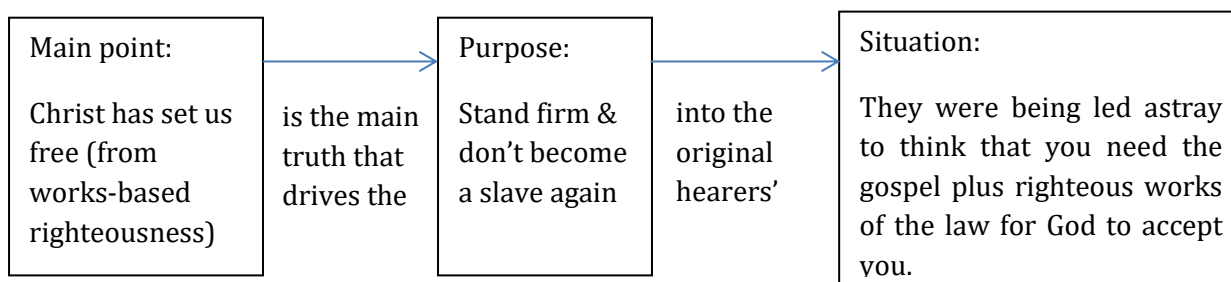 Main point:
Christ has set us
free (from
works-based
righteousness)
is the main
truth that
drives the
Purpose:
Stand firm &
don't become
a slave again
into the
original
hearers'
Situation:
They were being led astray
to think that you need the
gospel plus righteous works
of the law for God to accept
you.